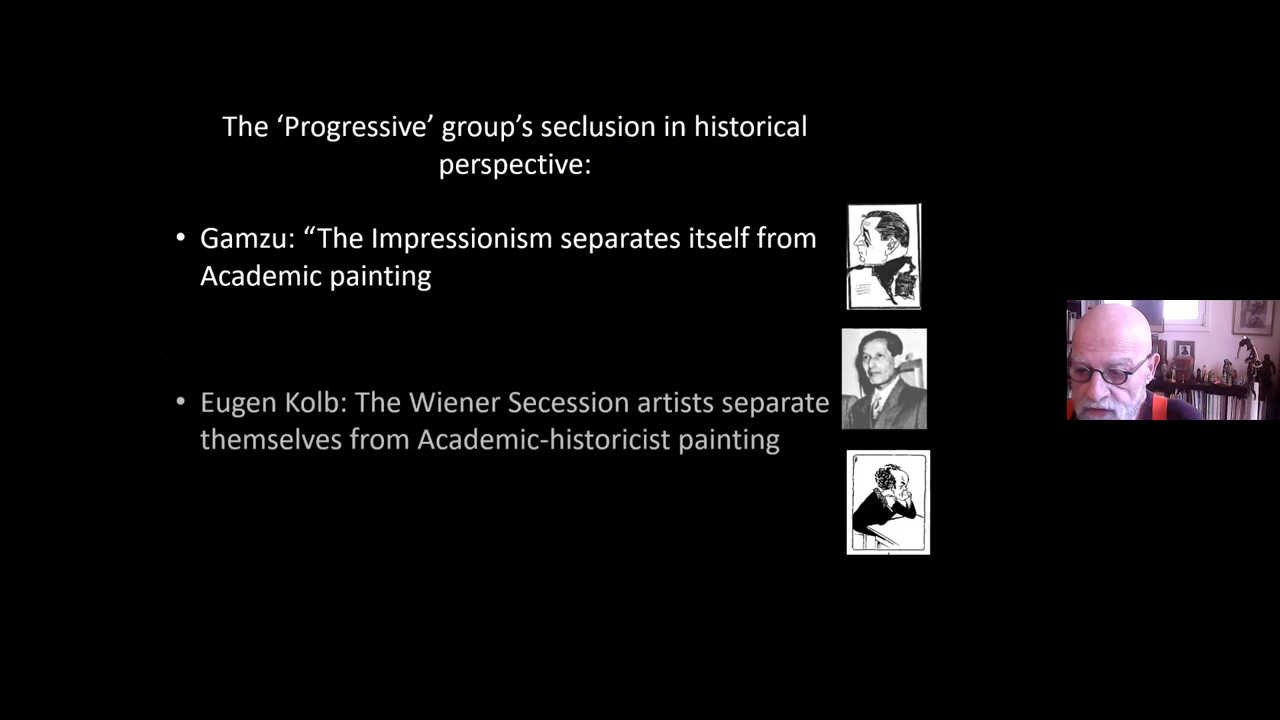 The ‘Progressive’ group’s seclusion in historical
perspective:
• Gamzu: “The Impressionism separates itself from
Academic painting
• Eugen Kolb: The Wiener Secession artists separate
themselves from Academic-historicist painting